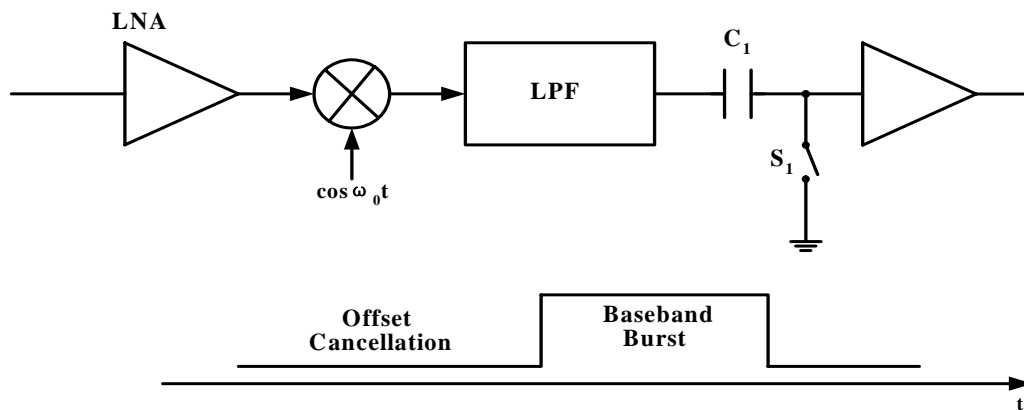 LNA
LPF
C₁
S₁
cos ω₀t
Offset
Cancellation
Baseband
Burst
t